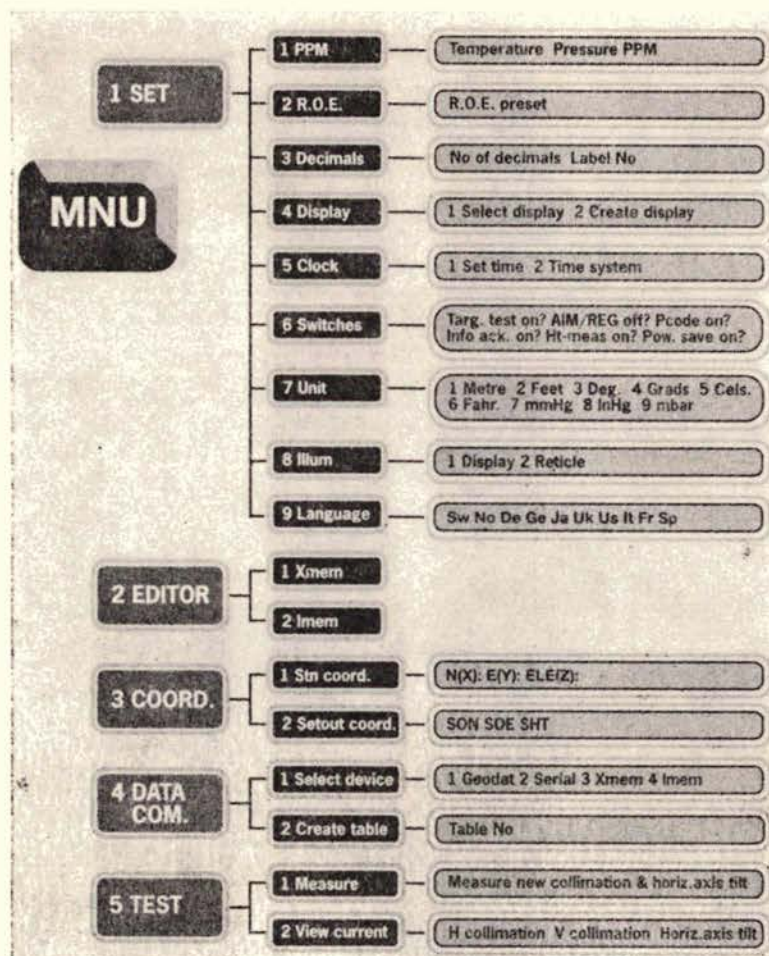 MNU
1 SET
1 PPM
Temperature Pressure PPM
2 R.O.E.
R.O.E. preset
3 Decimals
No of decimals Label No
4 Display
1 Select display 2 Create display
5 Clock
1 Set time 2 Time system
6 Switches
Targ. test on? AIM/REG off? Pcode on?
Info ack. on? Ht-meas on? Pow. save on?
7 Unit
1 Metre 2 Feet 3 Deg. 4 Grads 5 Cels.
6 Fahr. 7 mmHg 8 InHg 9 mbar
8 Illum
1 Display 2 Reticle
9 Language
Sw No De Ge Ja Uk Us It Fr Sp
2 EDITOR
1 Xmem
2 Imem
3 COORD.
1 Stn coord.
N(X): E(Y): ELE(Z):
2 Setout coord.
SON SOE SHT
4 DATA
COM.
1 Select device
1 Geodat 2 Serial 3 Xmem 4 Imem
2 Create table
Table No
5 TEST
1 Measure
Measure new collimation & horiz.axis tilt
2 View current
H collimation V collimation Horiz.axis tilt